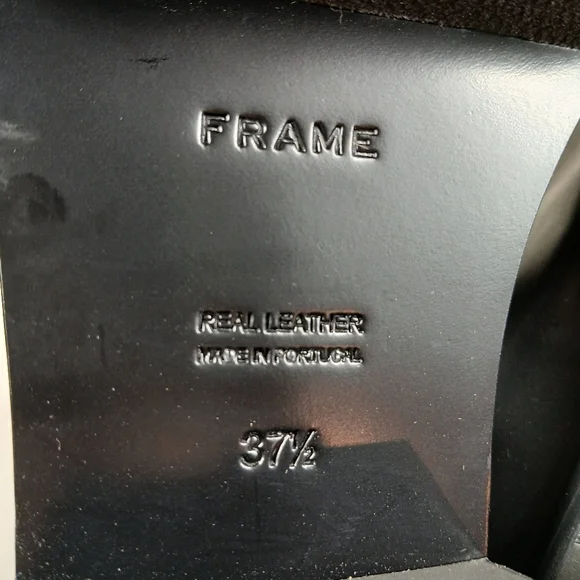 FRAME
REAL LEATHER
MADE IN PORTUGAL
37½